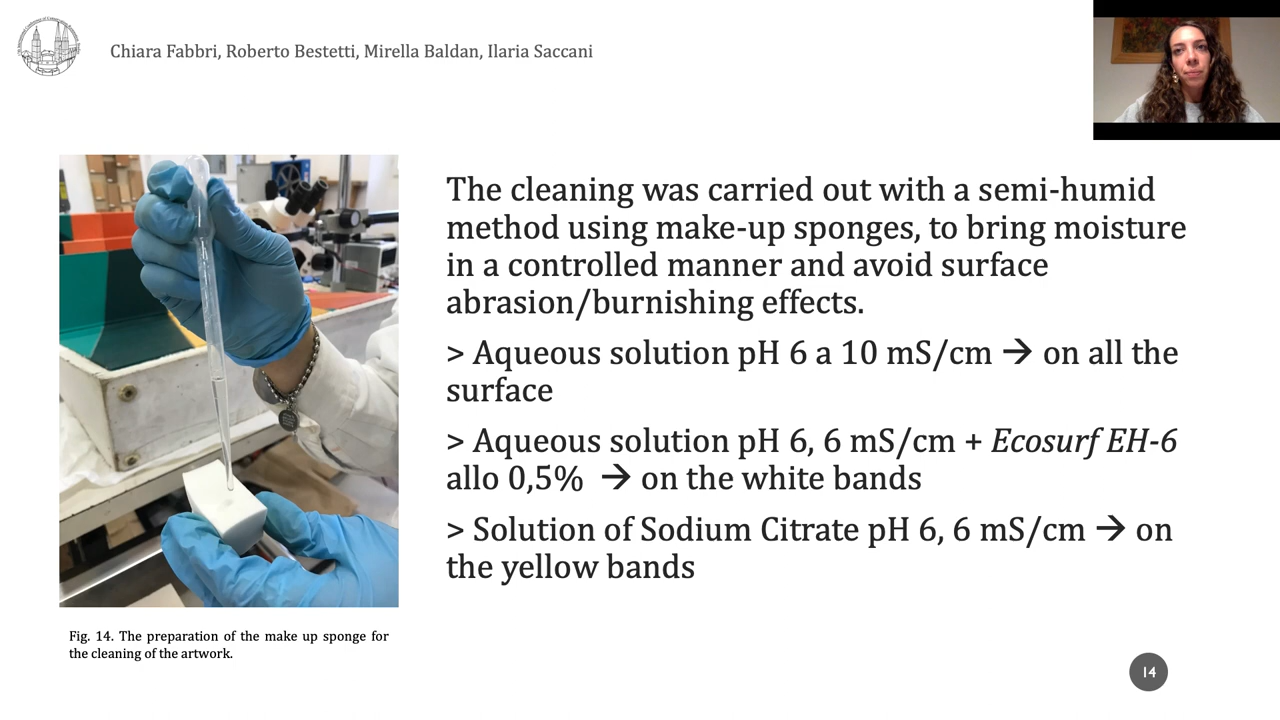 Chiara Fabbri, Roberto Bestetti, Mirella Baldan, Ilaria Saccani
The cleaning was carried out with a semi-humid
method using make-up sponges, to bring moisture
in a controlled manner and avoid surface
abrasion/burnishing effects.
> Aqueous solution pH 6 a 10 mS/cm → on all the
surface
> Aqueous solution pH 6, 6 mS/cm + Ecosurf EH-6
allo 0,5% → on the white bands
> Solution of Sodium Citrate pH 6, 6 mS/cm → on
the yellow bands
Fig. 14. The preparation of the make up sponge for
the cleaning of the artwork.
14